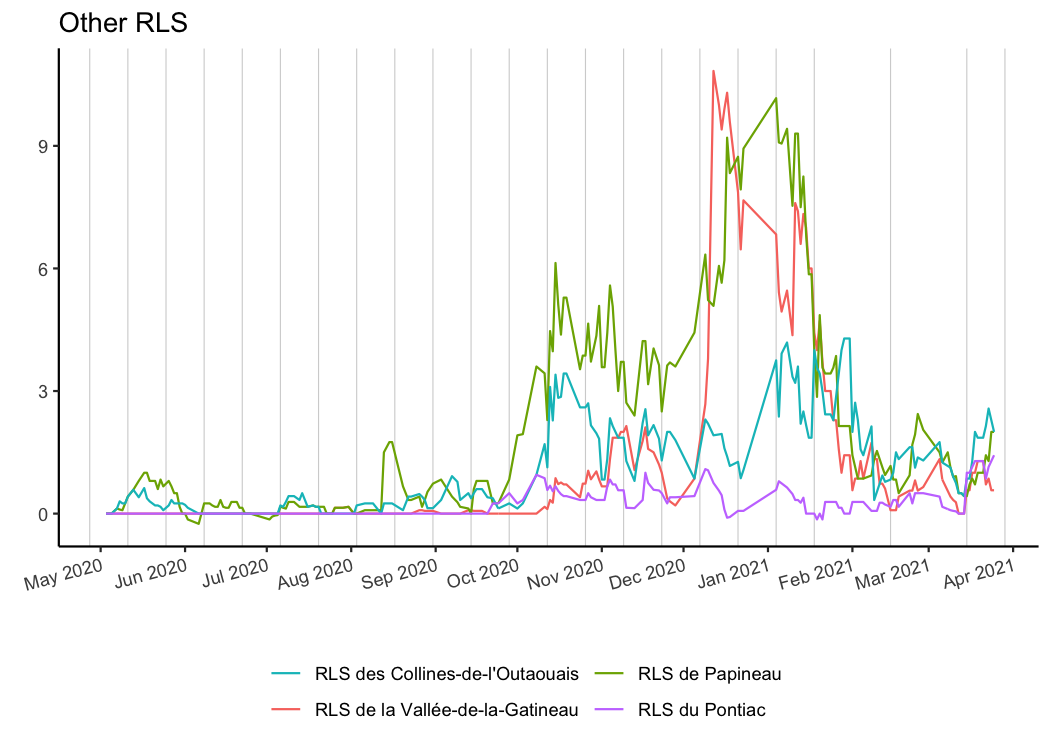 Other RLS
9
6
3
0
May 2020 Jun 2020 Jul 2020 Aug 2020 Sep 2020 Oct 2020 Nov 2020 Dec 2020 Jan 2021 Feb 2021 Mar 2021 Apr 2021
RLS des Collines-de-l'Outaouais RLS de Papineau
RLS de la Vallée-de-la-Gatineau RLS du Pontiac